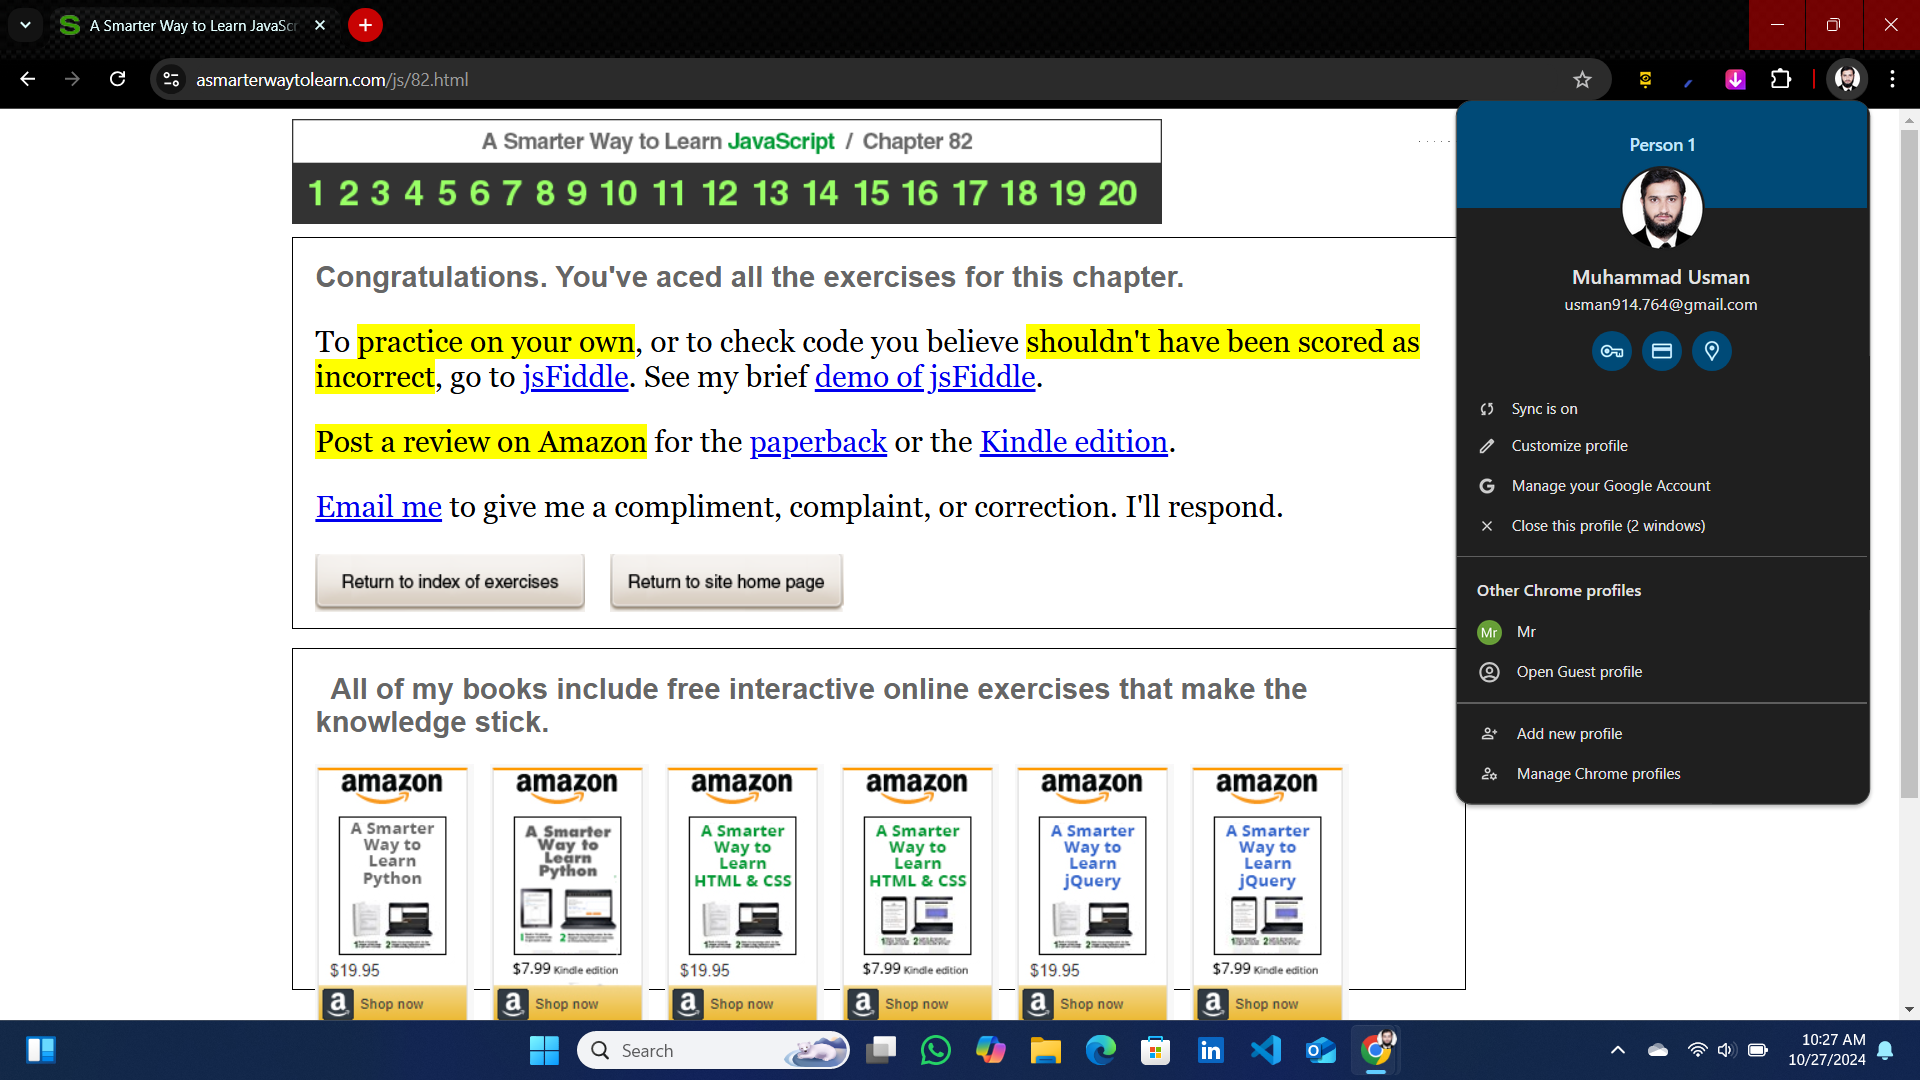 A Smarter Way to Learn JavaScr
asmarterwaytolearn.com/js/82.html
A Smarter Way to Learn JavaScript / Chapter 82
1 2 3 4 5 6 7 8 9 10 11 12 13 14 15 16 17 18 19 20
Congratulations. You've aced all the exercises for this chapter.
To practice on your own, or to check code you believe shouldn't have been scored as
incorrect, go to jsFiddle. See my brief demo of jsFiddle.
Post a review on Amazon for the paperback or the Kindle edition.
Email me to give me a compliment, complaint, or correction. I'll respond.
Return to index of exercises
Return to site home page
All of my books include free interactive online exercises that make the
knowledge stick.
amazon
A Smarter
Way to
Learn
Python
$19.95
a Shop now
amazon
A Smarter
Way to
Learn
Python
$7.99 Kindle edition
a Shop now
amazon
A Smarter
Way to
Learn
HTML & CSS
$19.95
a Shop now
amazon
A Smarter
Way to
Learn
HTML & CSS
$7.99 Kindle edition
a Shop now
amazon
A Smarter
Way to
Learn
jQuery
$19.95
a Shop now
amazon
A Smarter
Way to
Learn
jQuery
$7.99 Kindle edition
a Shop now
Person 1
Muhammad Usman
usman914.764@gmail.com
Sync is on
Customize profile
Manage your Google Account
Close this profile (2 windows)
Other Chrome profiles
Mr Mr
Open Guest profile
Add new profile
Manage Chrome profiles
Search
10:27 AM
10/27/2024